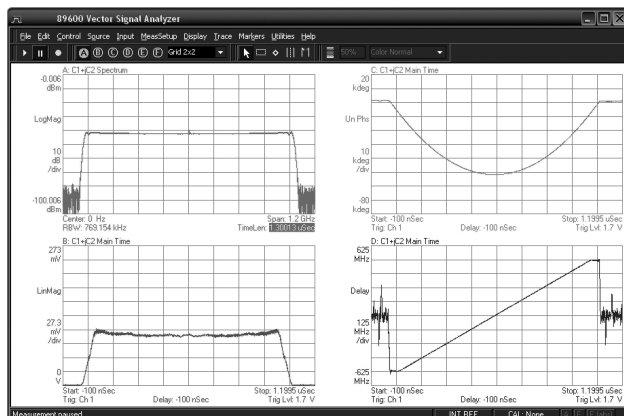 89600 Vector Signal Analyzer
File Edit Control Source Input MeasSetup Display Trace Markers Utilities Help
A B C D E F Grid 2x2 50% Color Normal
A: C1+jC2 Spectrum
-0.006
dBm
LogMag
10
dB
/div
-100.006
dBm
Center: 0 Hz Span: 1.2 GHz
RBW: 769.154 kHz TimeLen: 1.30013 uSec
C: C1+jC2 Main Time
20
kdeg
Un Phs
10
kdeg
/div
-80
kdeg
Start: -100 nSec Stop: 1.1995 uSec
Trig: Ch 1 Delay: -100 nSec Trig Lvl: 1.7 V
B: C1+jC2 Main Time
273
mV
LinMag
27.3
mV
/div
0
V
Start: -100 nSec Stop: 1.1995 uSec
Trig: Ch 1 Delay: -100 nSec Trig Lvl: 1.7 V
D: C1+jC2 Main Time
625
MHz
Delay
125
MHz
/div
-625
MHz
Start: -100 nSec Stop: 1.1995 uSec
Trig: Ch 1 Delay: -100 nSec Trig Lvl: 1.7 V
Measurement paused INT REF CAL: None